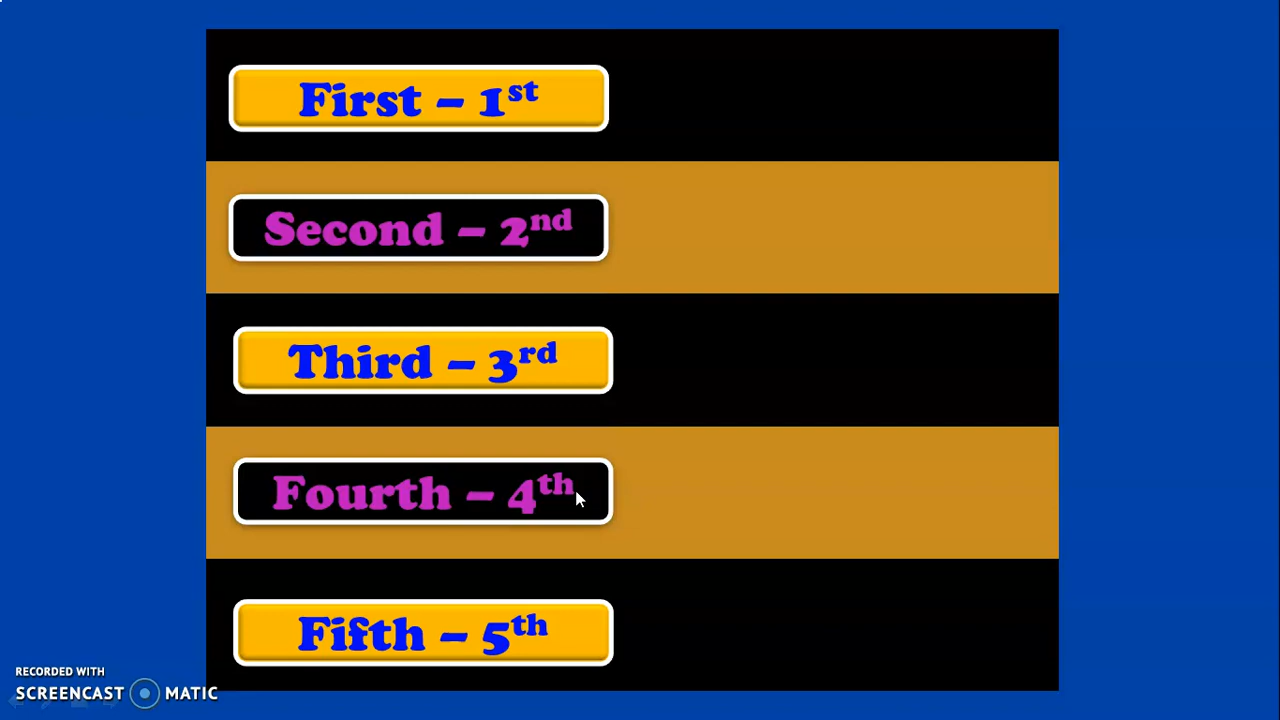 First – 1st
Second – 2nd
Third – 3rd
Fourth – 4th
Fifth – 5th
RECORDED WITH
SCREENCAST MATIC